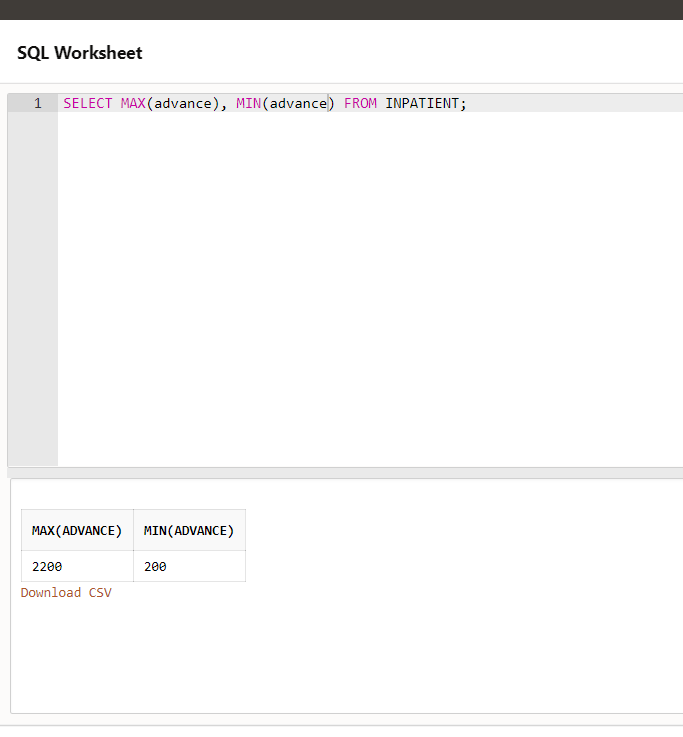 SQL Worksheet
1 SELECT MAX(advance), MIN(advance) FROM INPATIENT;
MAX(ADVANCE) MIN(ADVANCE)
2200 200
Download CSV